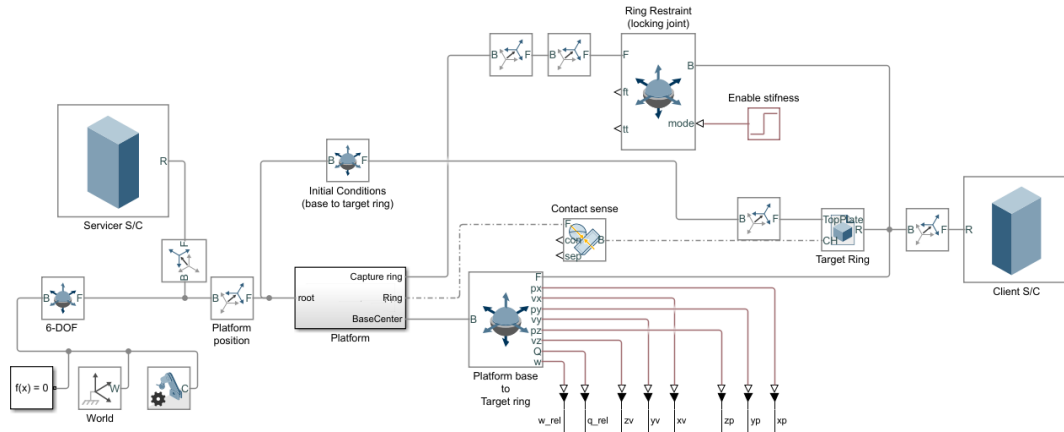 Ring Restraint
(locking joint)
B F
B F
F
B
ft
tt
mode
Enable stifness
Servicer S/C
R
B F
Initial Conditions
(base to target ring)
Contact sense
F
con
sep
B
B F
TopPlate
R
CH
Target Ring
B F
R
Client S/C
F
B
B F
6-DOF
B F
Platform
position
root
Capture ring
Ring
BaseCenter
Platform
B
F
px
vx
py
vy
pz
vz
Q
w
Platform base
to
Target ring
f(x) = 0
W
World
C
w_rel
q_rel
zv
yv
xv
zp
yp
xp